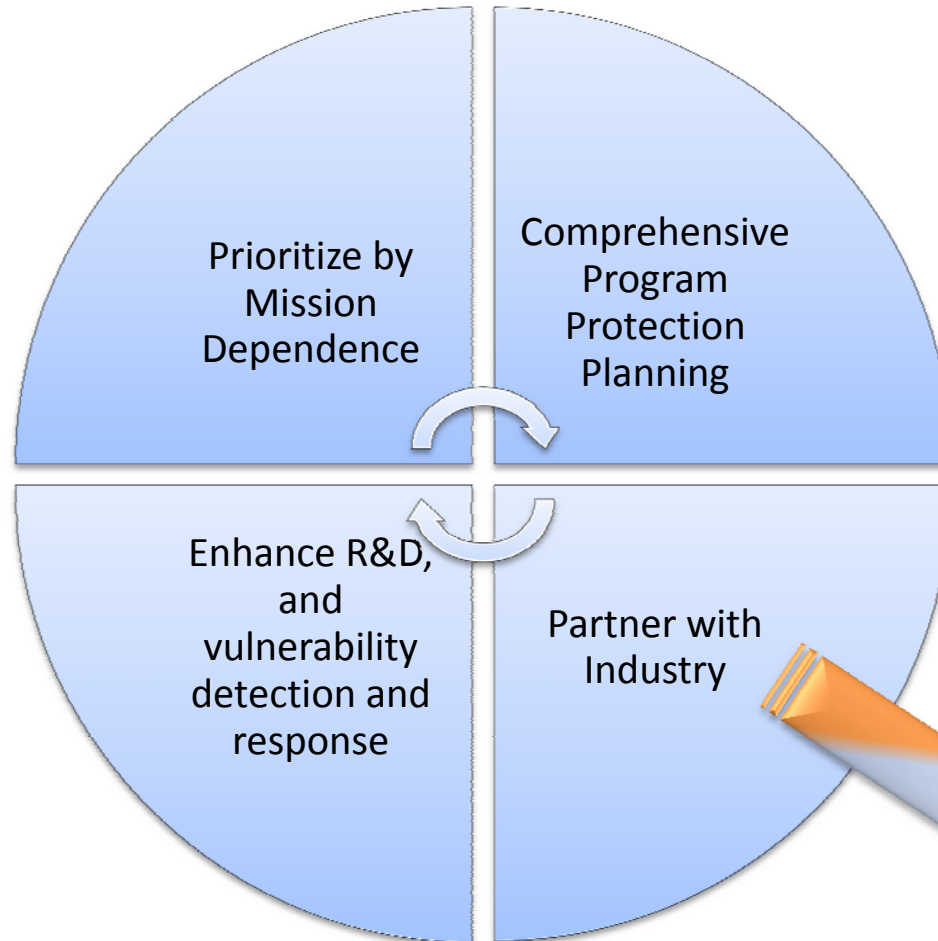 Prioritize by
Mission
Dependence
Comprehensive
Program
Protection
Planning
Enhance R&D,
and
vulnerability
detection and
response
Partner with
Industry